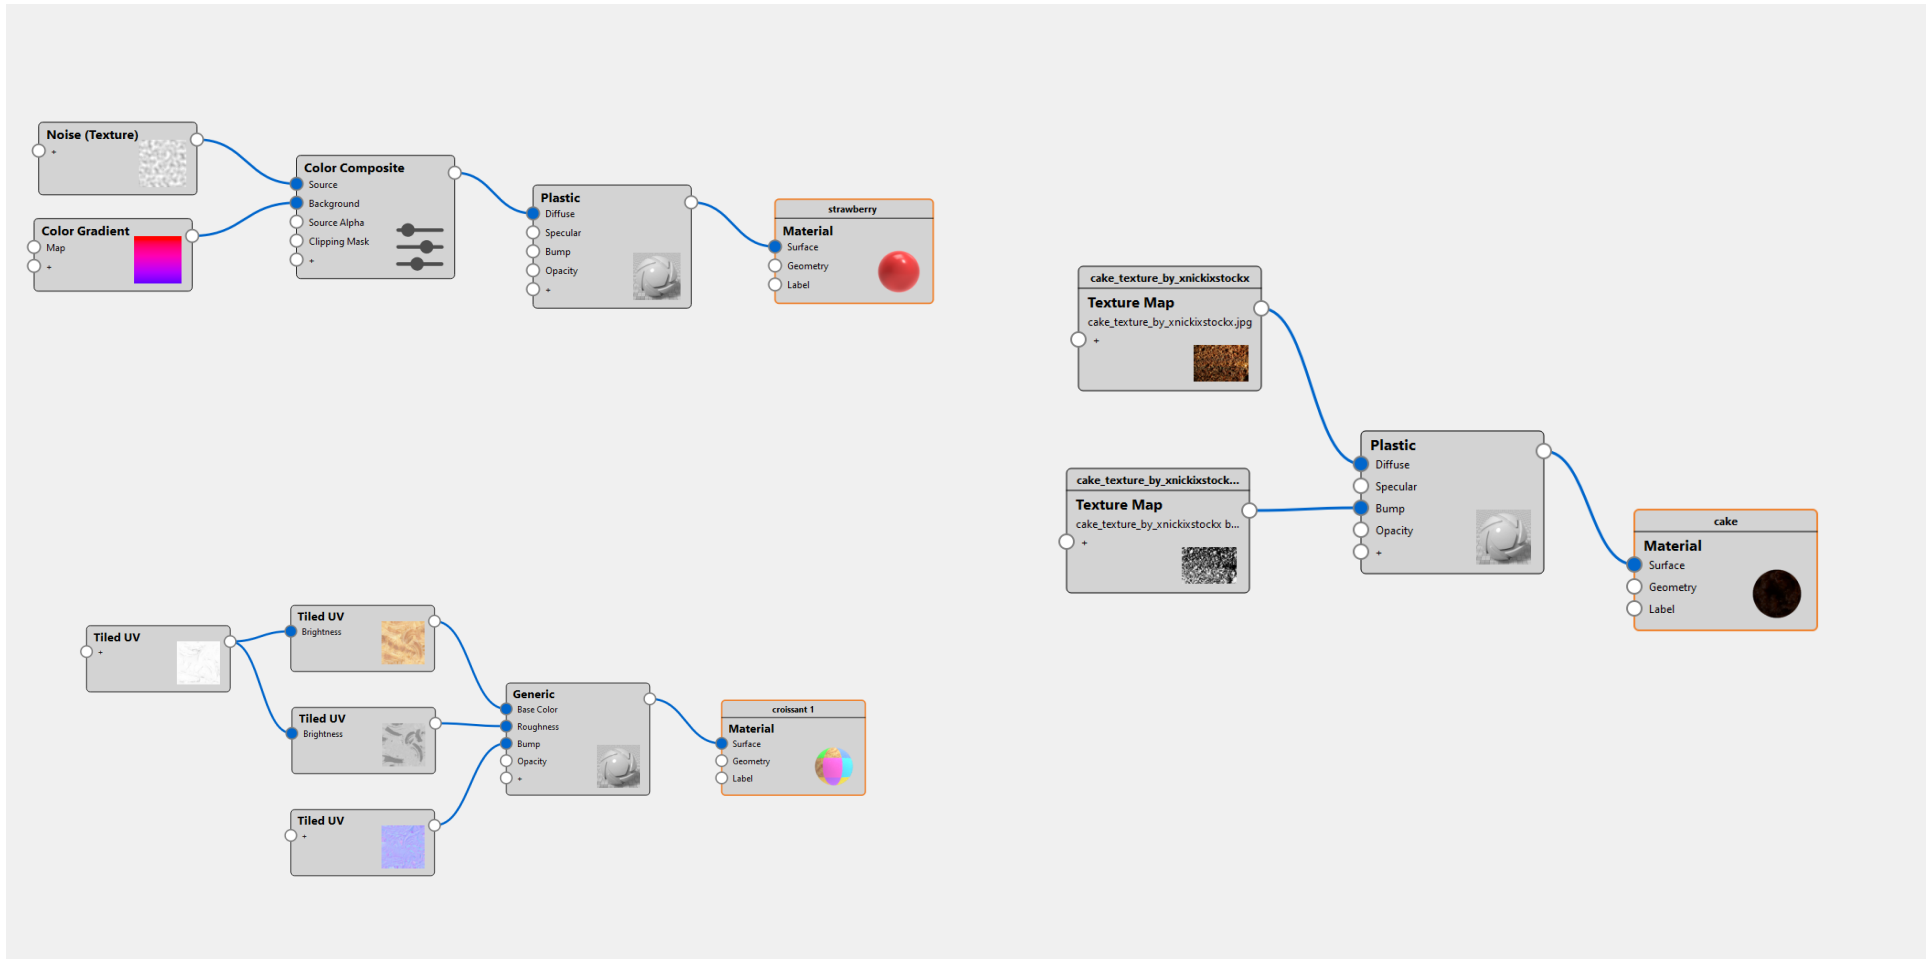 Noise (Texture)
+
Color Gradient
Map
+
Color Composite
Source
Background
Source Alpha
Clipping Mask
+
Plastic
Diffuse
Specular
Bump
Opacity
+
strawberry
Material
Surface
Geometry
Label
cake_texture_by_xnickixstockx
Texture Map
cake_texture_by_xnickixstockx.jpg
+
cake_texture_by_xnickixstock...
Texture Map
cake_texture_by_xnickixstockx b...
+
Plastic
Diffuse
Specular
Bump
Opacity
+
cake
Material
Surface
Geometry
Label
Tiled UV
+
Tiled UV
Brightness
Tiled UV
Brightness
Tiled UV
+
Generic
Base Color
Roughness
Bump
Opacity
+
croissant 1
Material
Surface
Geometry
Label